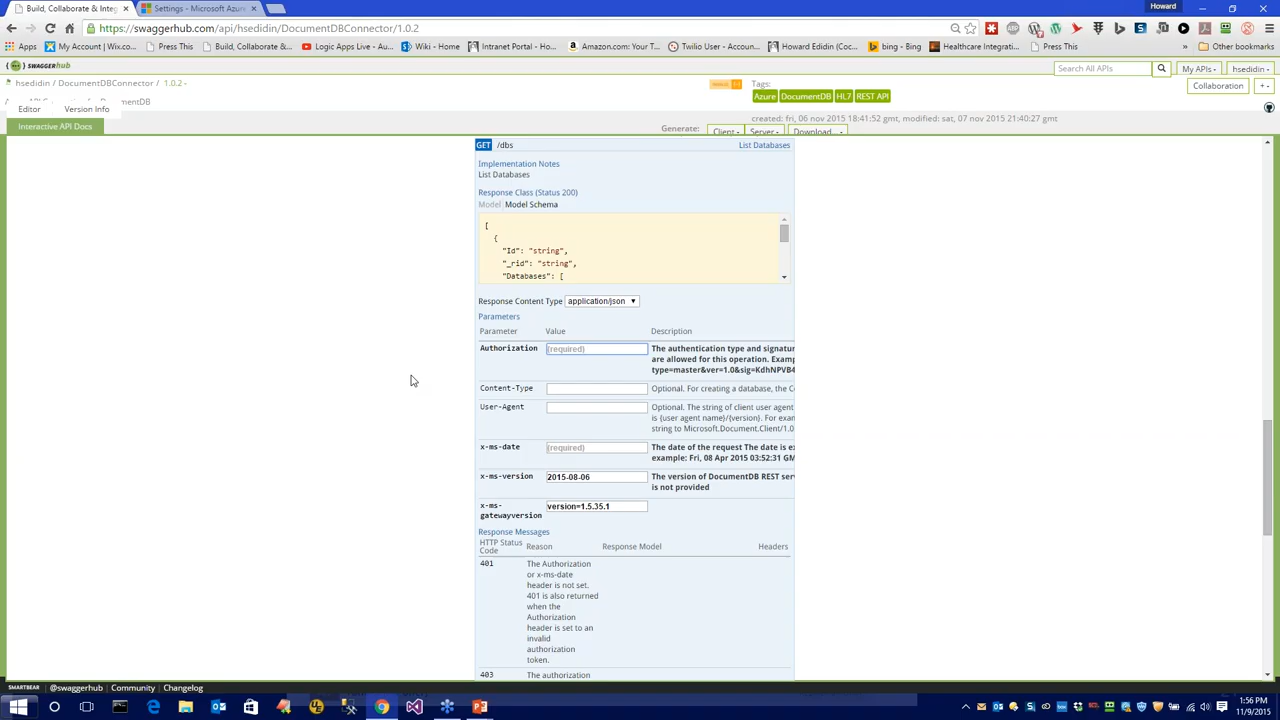 Howard
Build, Collaborate & Integ
Settings - Microsoft Azure
https://swaggerhub.com/api/hsedidin/DocumentDBConnector/1.0.2
Apps
My Account | Wix.co...
Press This
Build, Collaborate &...
Logic Apps Live - Au...
Wiki - Home
Intranet Portal - Ho...
Amazon.com: Your T...
Twilio User - Accoun...
Howard Edidin (Coc...
bing - Bing
Healthcare Integrati...
Press This
»
Other bookmarks
SWAGGERHUB
Search All APIs
My APIs
hsedidin
hsedidin / DocumentDBConnector / 1.0.2
Tags:
Collaboration
Azure DocumentDB HL7 REST API
Editor
Version Info
created: fri, 06 nov 2015 18:41:52 gmt, modified: sat, 07 nov 2015 21:40:27 gmt
Interactive API Docs
Generate: Client Server Download...
GET /dbs List Databases
Implementation Notes
List Databases
Response Class (Status 200)
Model Model Schema
[
{
"Id": "string",
"_rid": "string",
"Databases": [
Response Content Type application/json
Parameters
Parameter Value Description
Authorization (required) The authentication type and signatur
are allowed for this operation. Examp
type=master&ver=1.0&sig=KdhNPVB4
Content-Type Optional. For creating a database, the C
User-Agent Optional. The string of client user agent
is {user agent name}/{version}. For exan
string to Microsoft.Document.Client/1.0
x-ms-date (required) The date of the request The date is ex
example: Fri, 08 Apr 2015 03:52:31 GM
x-ms-version 2015-08-06 The version of DocumentDB REST serv
is not provided
x-ms-
gatewayversion version=1.5.35.1
Response Messages
HTTP Status
Code Reason Response Model Headers
401 The Authorization
or x-ms-date
header is not set.
401 is also returned
when the
Authorization
header is set to an
invalid
authorization
token.
403 The authorization
SMARTBEAR @swaggerhub Community Changelog
1:56 PM
11/9/2015